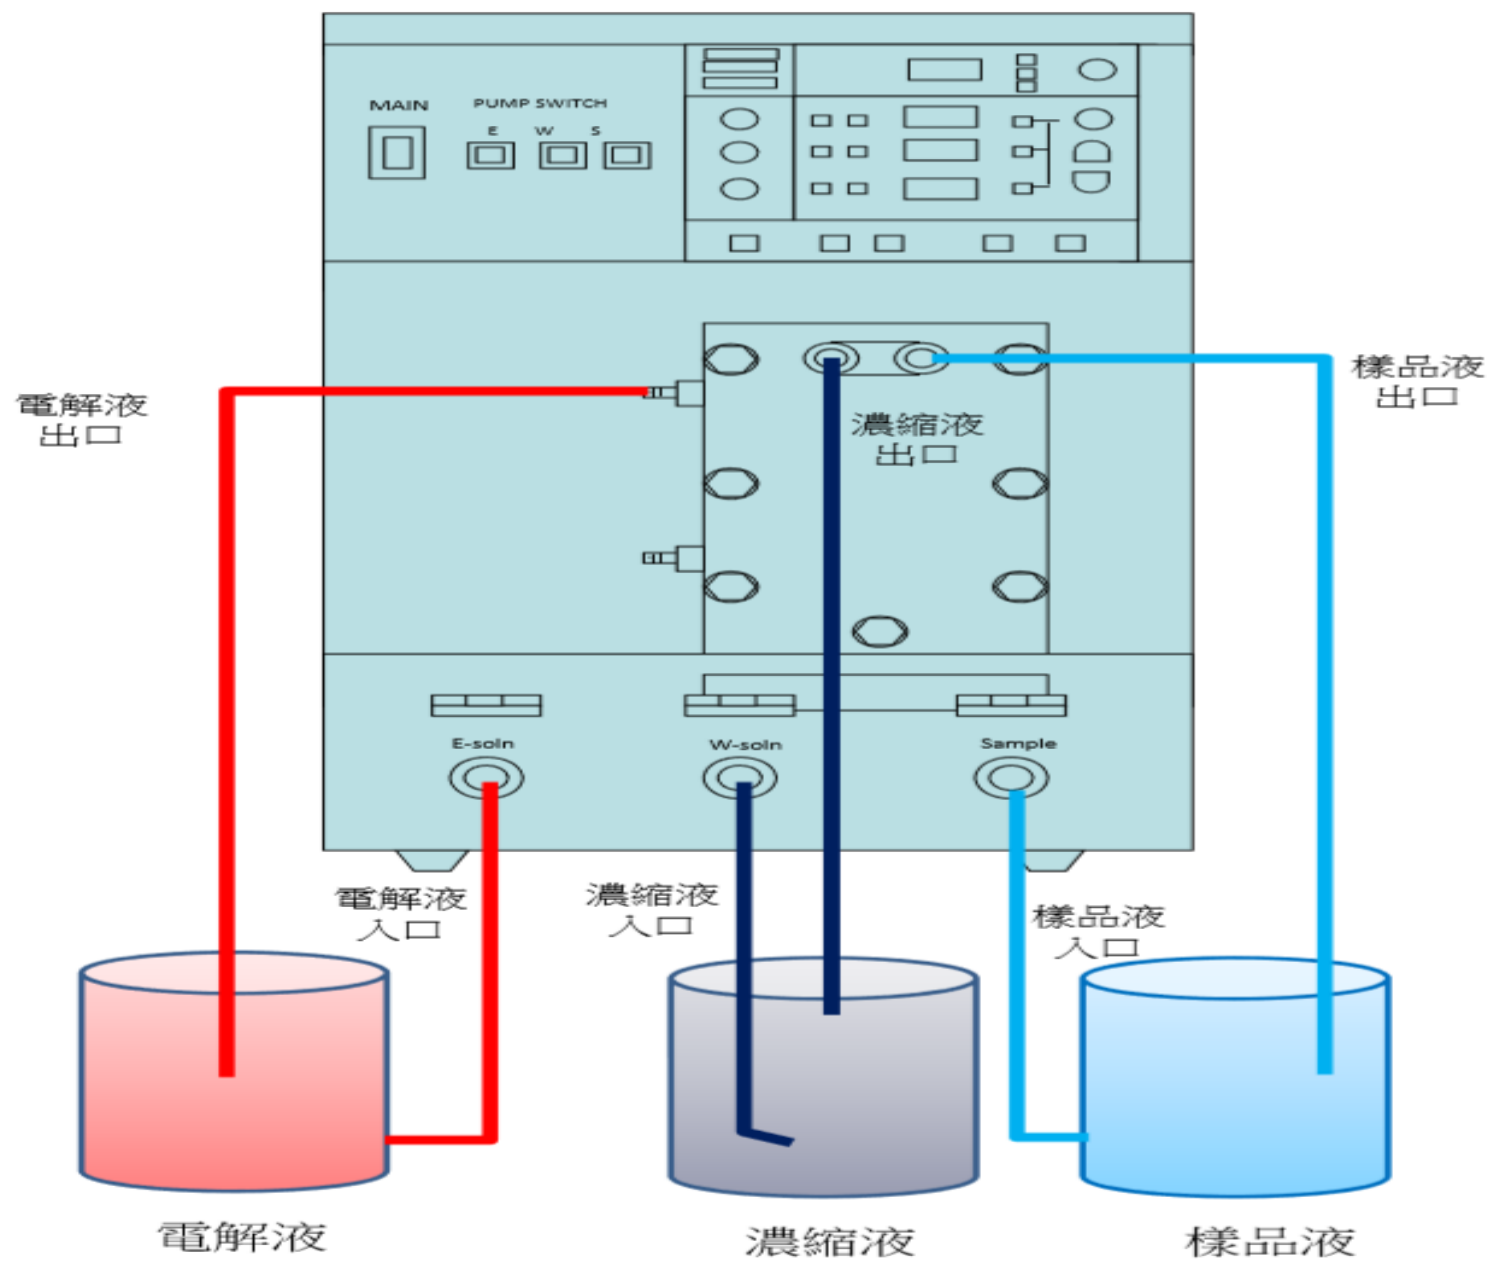 MAIN
PUMP SWITCH
E W S
電解液
出口
濃縮液
出口
樣品液
出口
E-soln
W-soln
Sample
電解液
入口
濃縮液
入口
樣品液
入口
電解液
濃縮液
樣品液